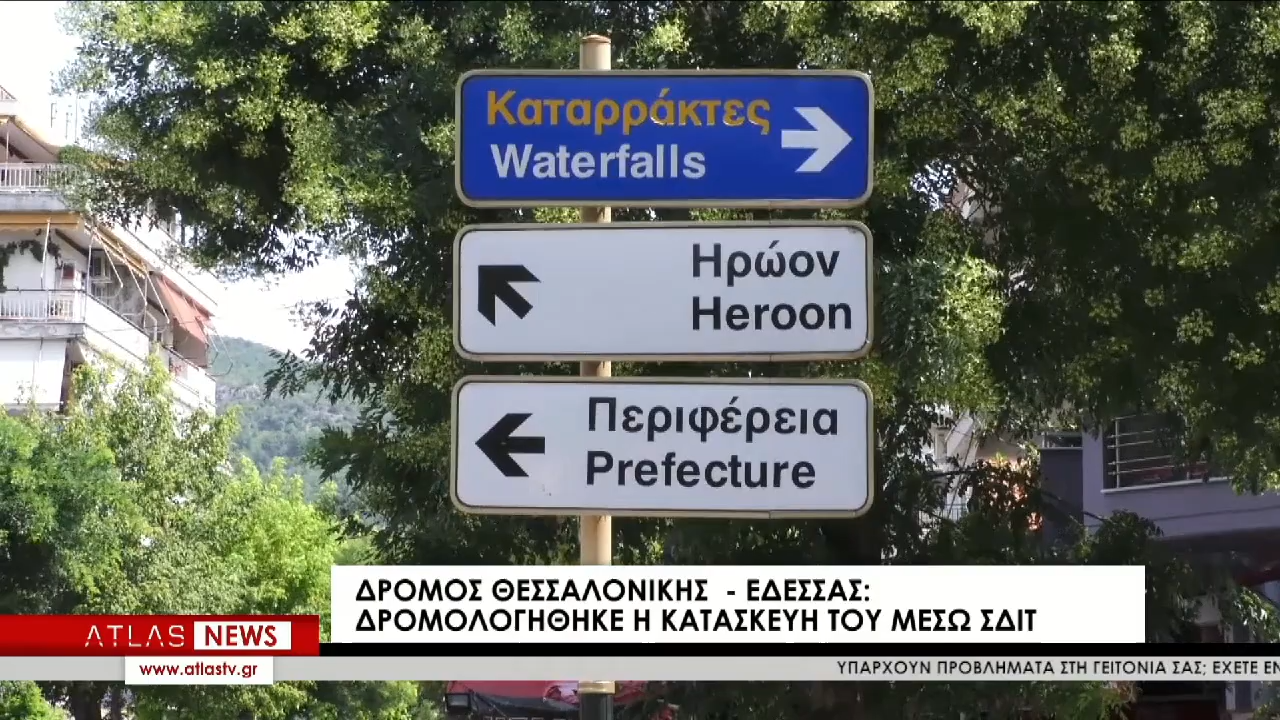 Καταρράκτες
Waterfalls
Ηρώον
Heroon
Περιφέρεια
Prefecture
ΔΡΟΜΟΣ ΘΕΣΣΑΛΟΝΙΚΗΣ - ΕΔΕΣΣΑΣ:
ΔΡΟΜΟΛΟΓΗΘΗΚΕ Η ΚΑΤΑΣΚΕΥΗ ΤΟΥ ΜΕΣΩ ΣΔΙΤ
ATLAS NEWS
www.atlastv.gr
ΥΠΑΡΧΟΥΝ ΠΡΟΒΛΗΜΑΤΑ ΣΤΗ ΓΕΙΤΟΝΙΑ ΣΑΣ; ΕΧΕΤΕ